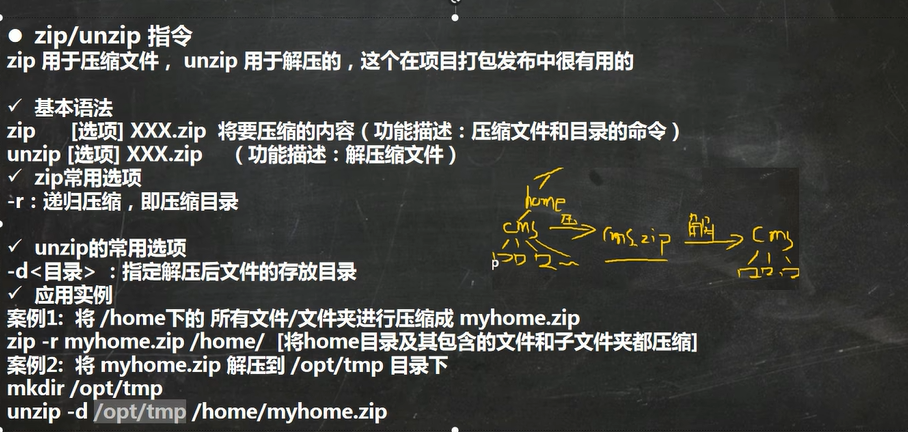 ● zip/unzip 指令
zip 用于压缩文件， unzip 用于解压的，这个在项目打包发布中很有用的
✓ 基本语法
zip [选项] XXX.zip 将要压缩的内容（功能描述：压缩文件和目录的命令）
unzip [选项] XXX.zip （功能描述：解压缩文件）
✓ zip常用选项
-r：递归压缩，即压缩目录
✓ unzip的常用选项
-d<目录> ：指定解压后文件的存放目录
✓ 应用实例
案例1: 将 /home下的 所有文件/文件夹进行压缩成 myhome.zip
zip -r myhome.zip /home/ [将home目录及其包含的文件和子文件夹都压缩]
案例2: 将 myhome.zip 解压到 /opt/tmp 目录下
mkdir /opt/tmp
unzip -d /opt/tmp /home/myhome.zip
/
home
cms 压 cms.zip 解 cms
p